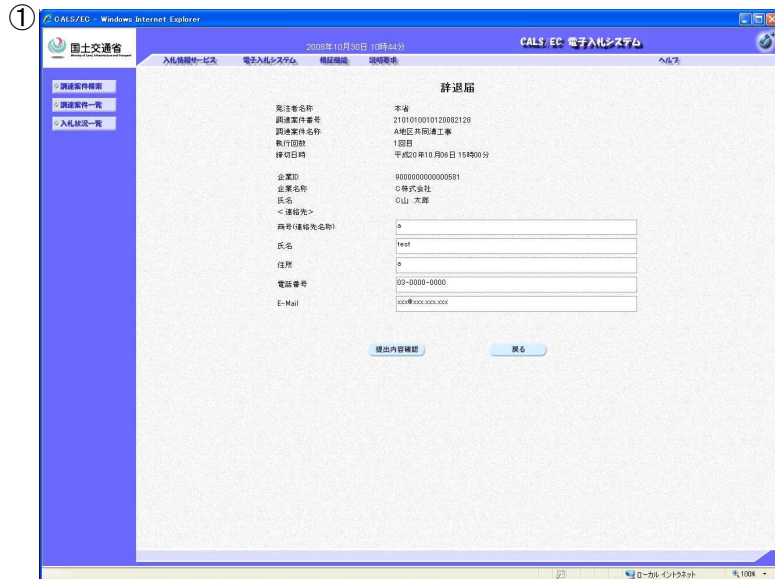 ①
CALS/EC - Windows Internet Explorer
国土交通省
Ministry of Land, Infrastructure and Transport
2008年10月30日 10時44分
CALS/EC 電子入札システム
入札情報サービス 電子入札システム 検証機能 説明要求 ヘルプ
調達案件検索
調達案件一覧
入札状況一覧
辞退届
発注者名称 本省
調達案件番号 2101010010120082128
調達案件名称 A地区共同溝工事
執行回数 1回目
締切日時 平成20年10月06日 15時00分
企業ID 9000000000000581
企業名称 C株式会社
氏名 C山 太郎
<連絡先>
商号(連絡先名称) a
氏名 test
住所 a
電話番号 03-0000-0000
E-Mail xxx@xxx.xxx.xxx
提出内容確認 戻る
ローカル イントラネット 100%